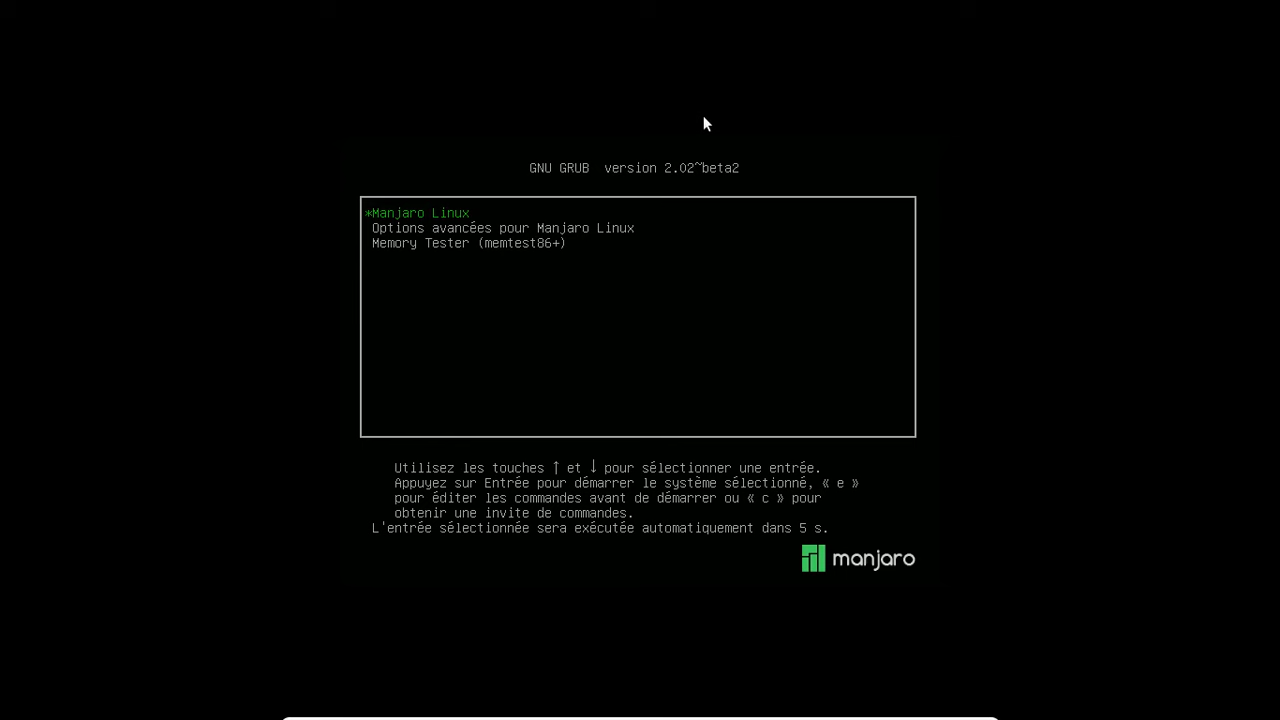 GNU GRUB  version 2.02~beta2
*Manjaro Linux
Options avancées pour Manjaro Linux
Memory Tester (memtest86+)
Utilisez les touches ↑ et ↓ pour sélectionner une entrée.
Appuyez sur Entrée pour démarrer le système sélectionné, « e »
pour éditer les commandes avant de démarrer ou « c » pour
obtenir une invite de commandes.
L'entrée sélectionnée sera exécutée automatiquement dans 5 s.
manjaro